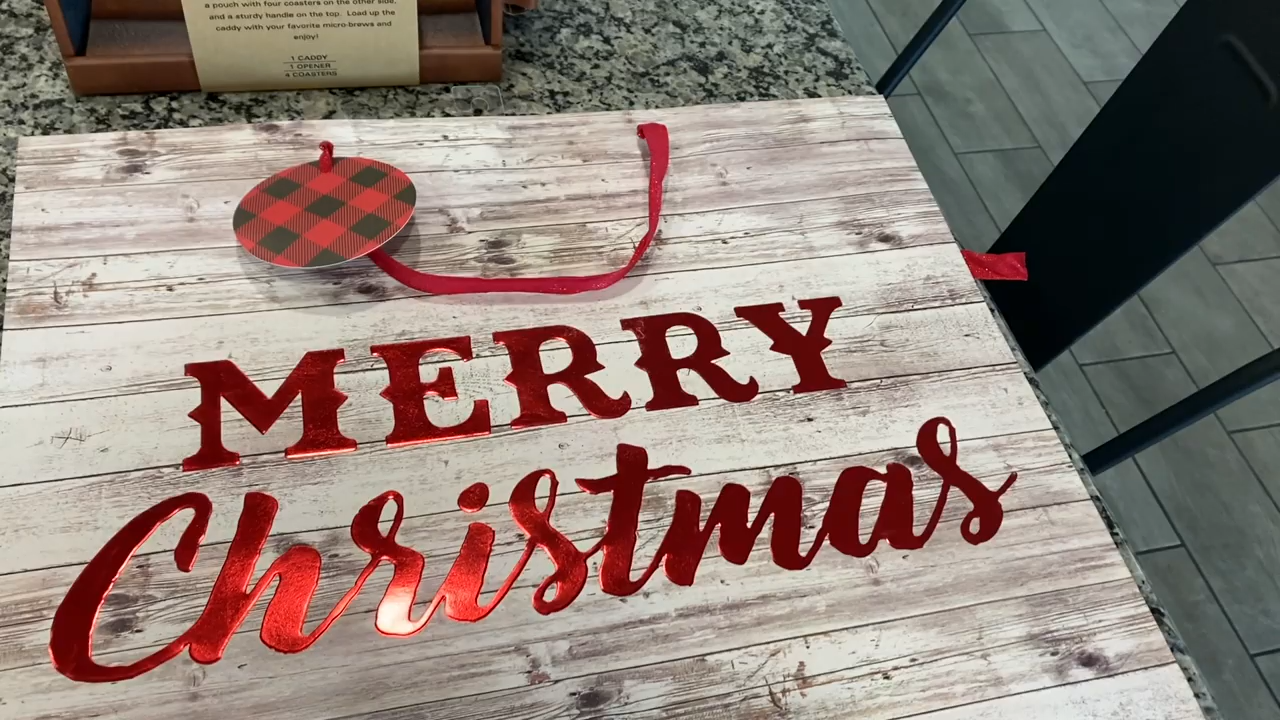 a pouch with four coasters on the other side,
and a sturdy handle on the top. Load up the
caddy with your favorite micro-brews and
enjoy!
1 CADDY
1 OPENER
4 COASTERS
MERRY
Christmas